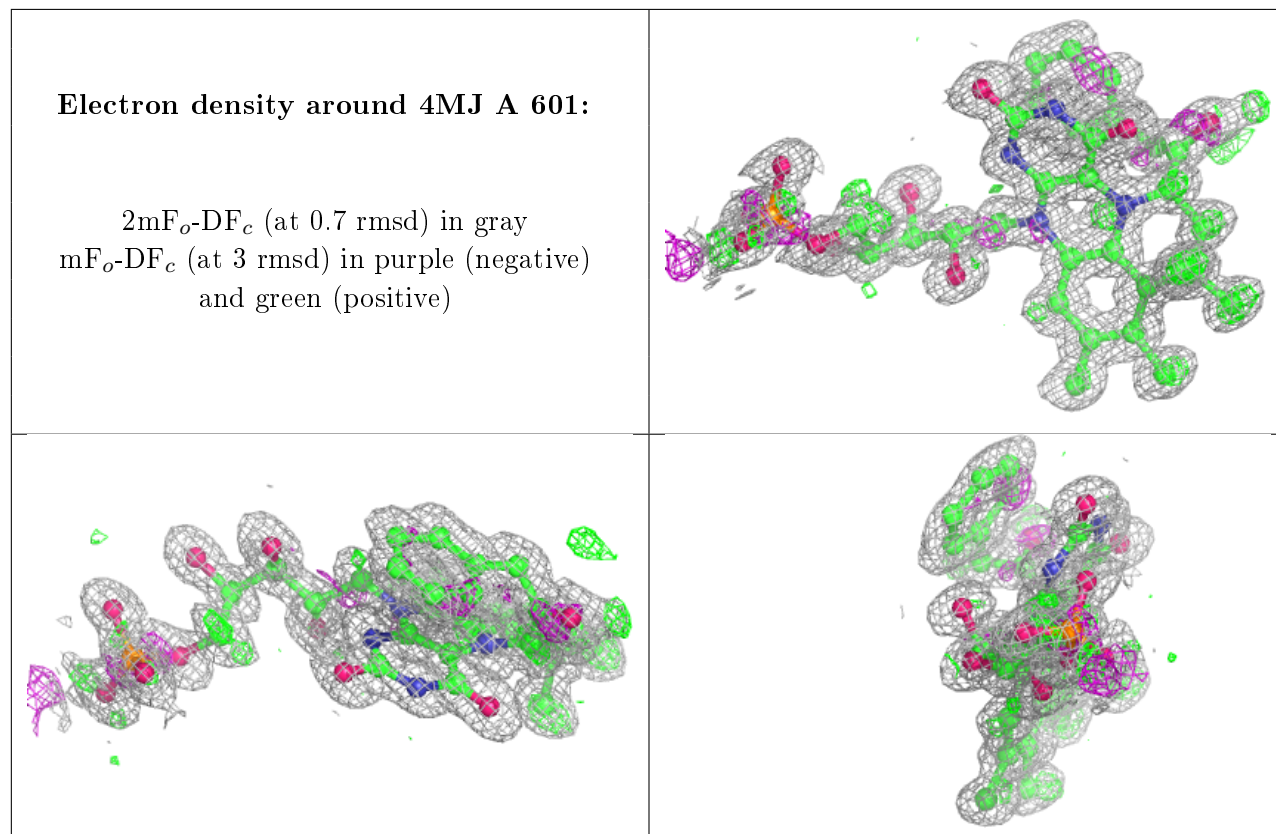 Electron density around 4MJ A 601:
2mFo-DFc (at 0.7 rmsd) in gray
mFo-DFc (at 3 rmsd) in purple (negative)
and green (positive)